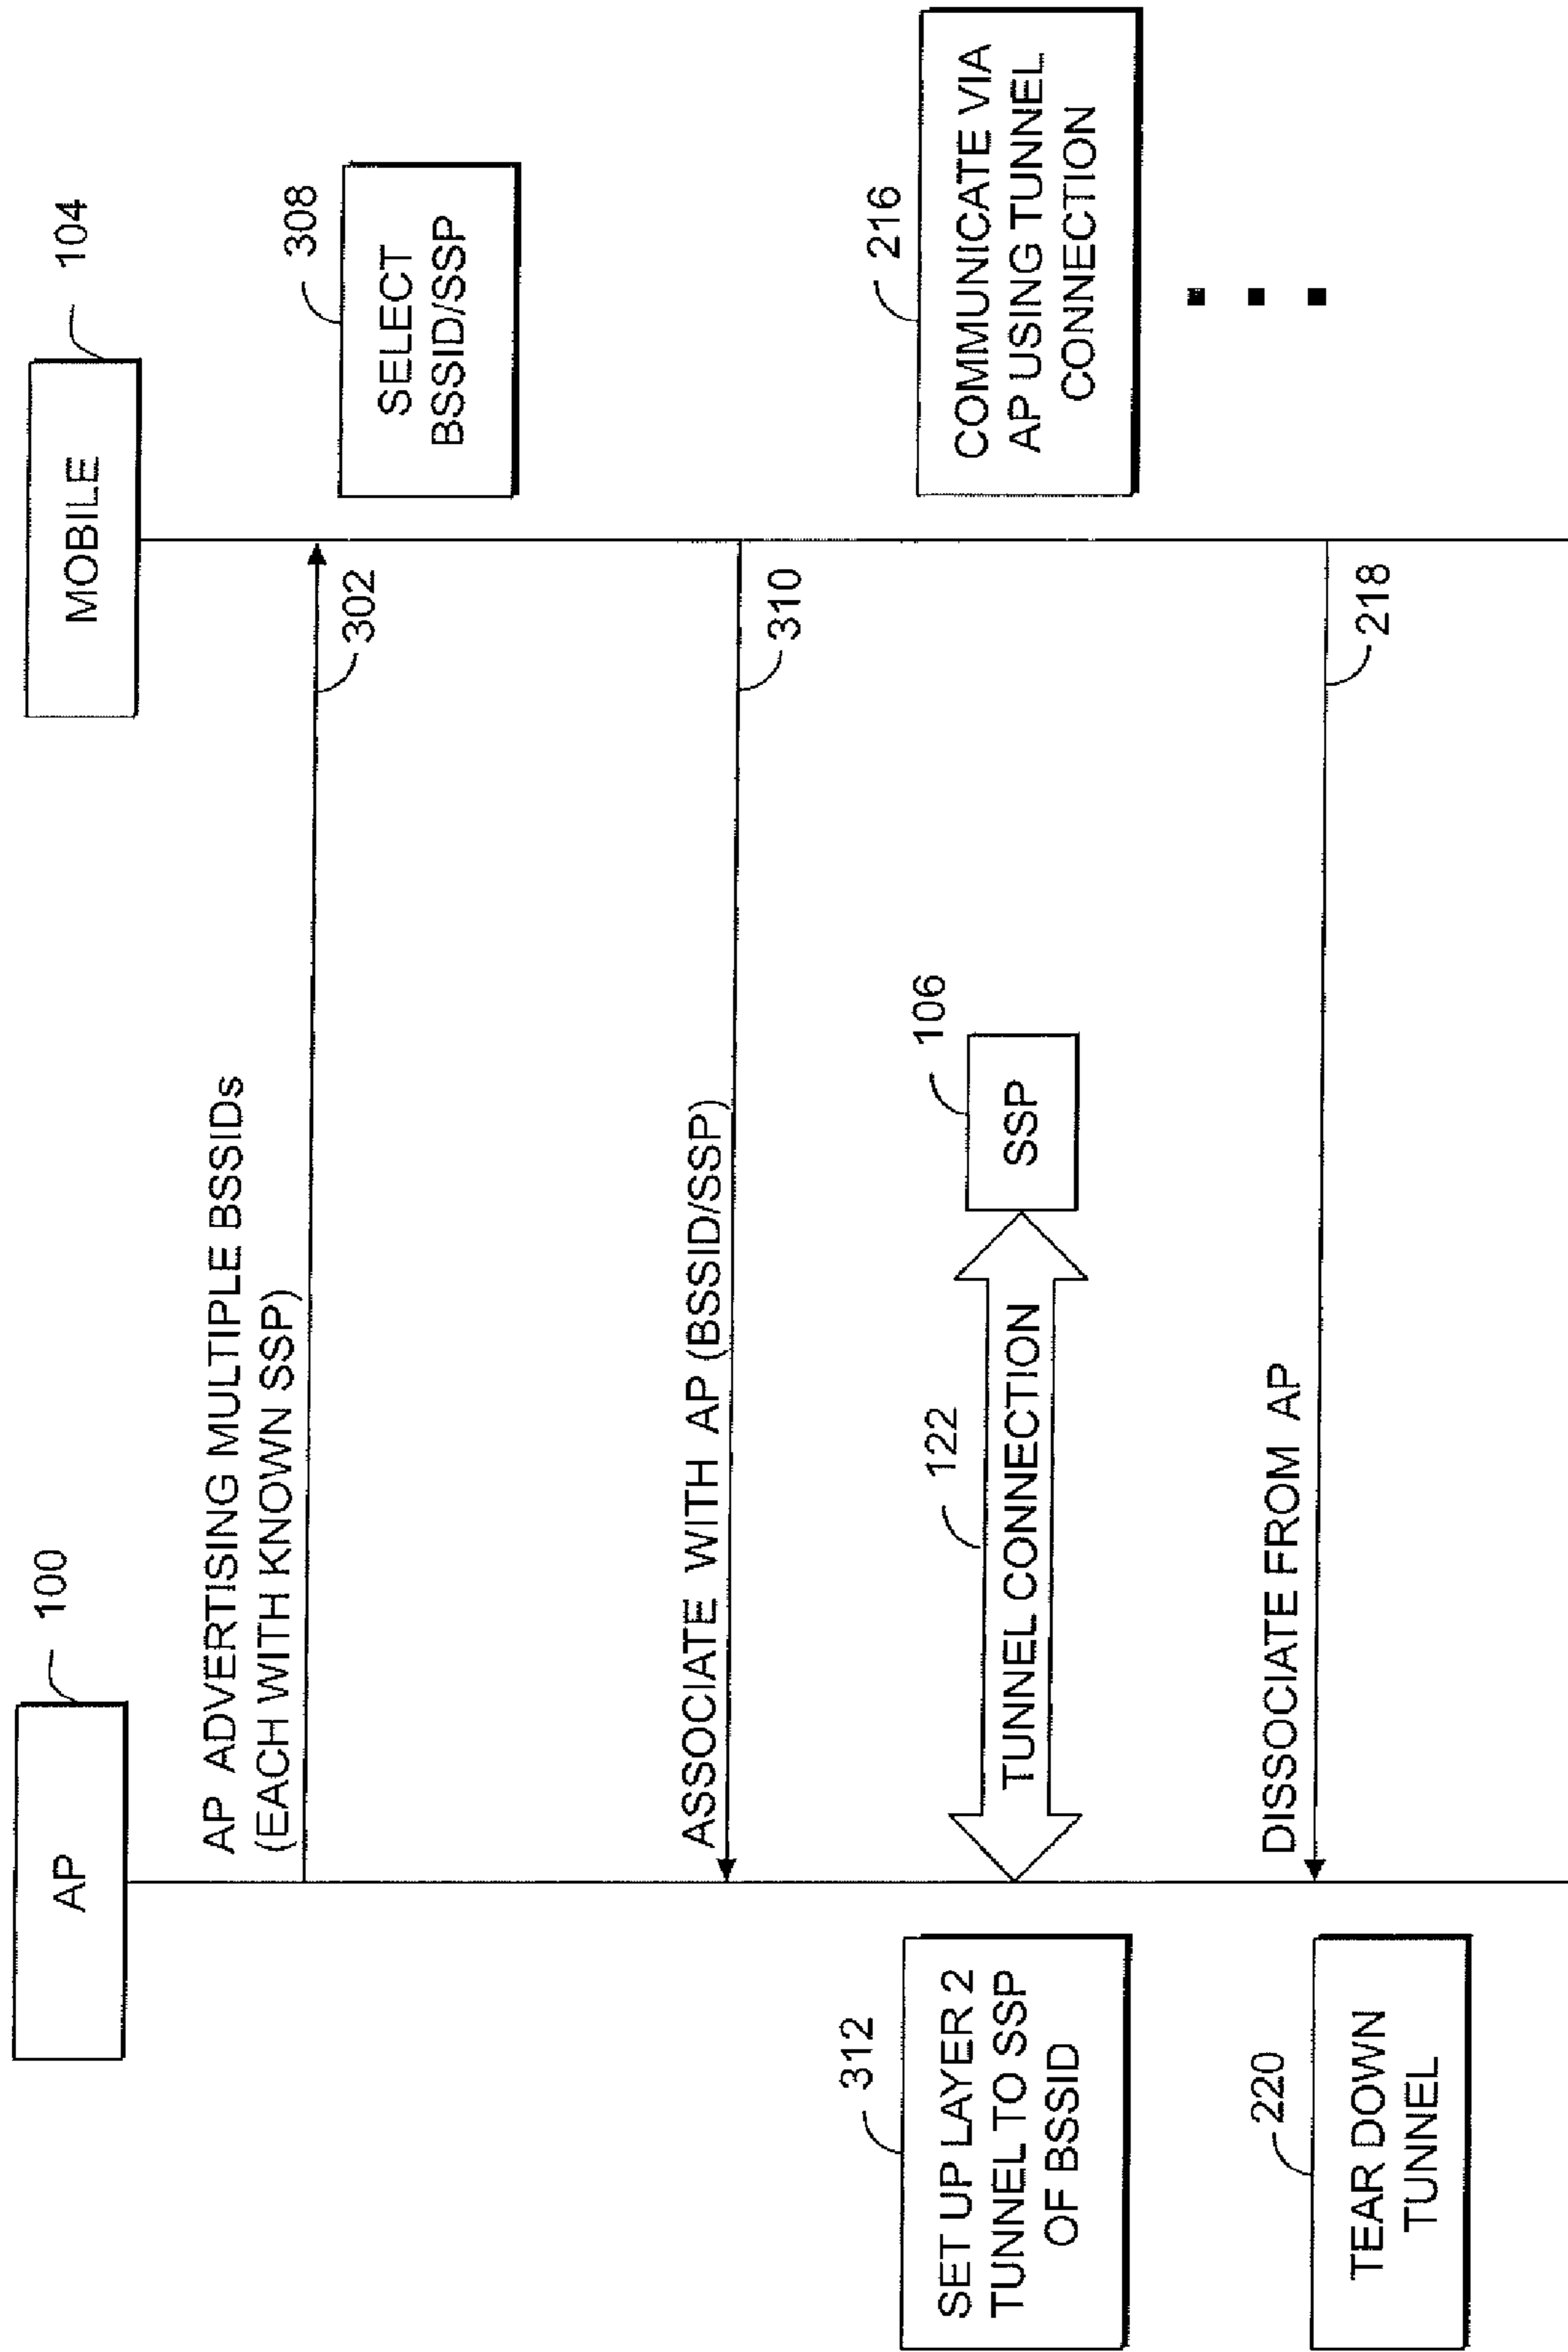 AP
100
MOBILE
104
AP ADVERTISING MULTIPLE BSSIDs
(EACH WITH KNOWN SSP)
302
308
SELECT
BSSID/SSP
ASSOCIATE WITH AP (BSSID/SSP)
310
312
SET UP LAYER 2
TUNNEL TO SSP
OF BSSID
122
TUNNEL CONNECTION
106
SSP
216
COMMUNICATE VIA
AP USING TUNNEL
CONNECTION
DISSOCIATE FROM AP
218
220
TEAR DOWN
TUNNEL